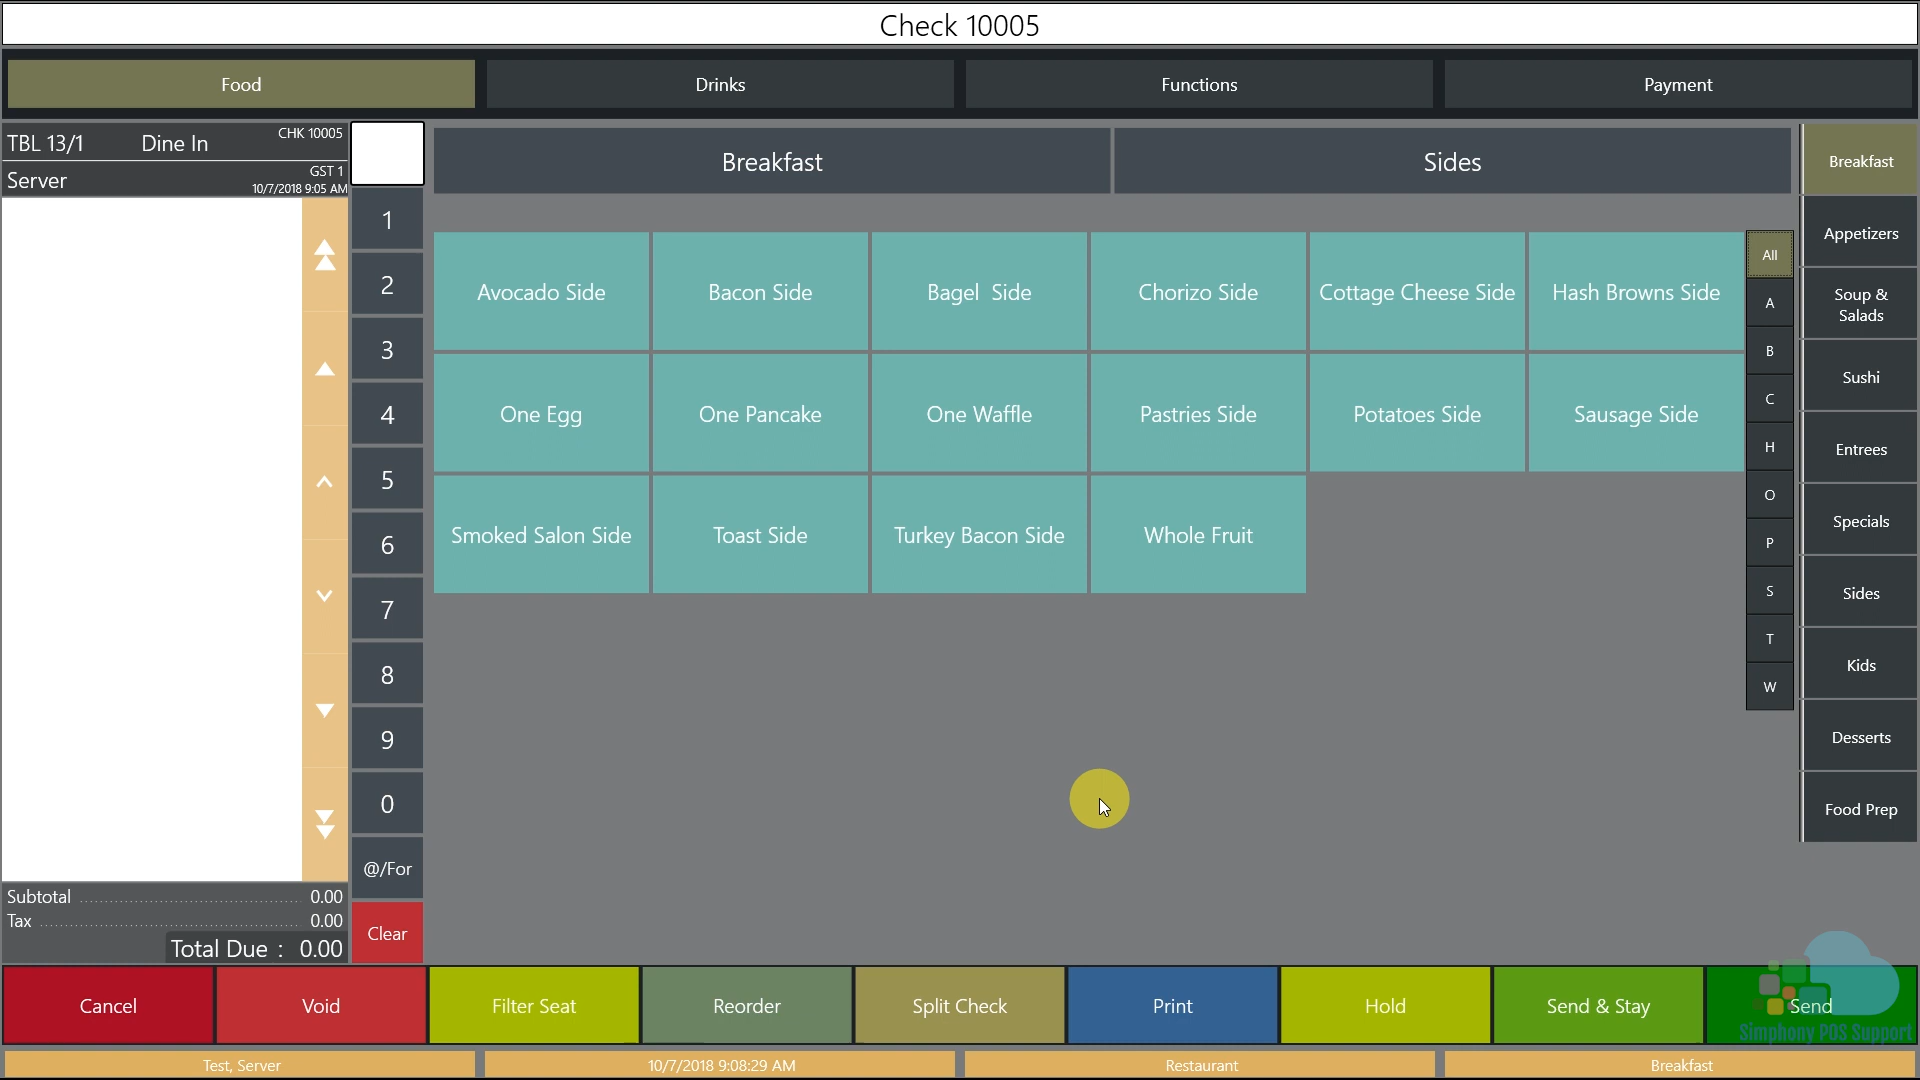 Check 10005
Food
Drinks
Functions
Payment
TBL 13/1
Dine In
CHK 10005
Server
GST 1
10/7/2018 9:05 AM
Subtotal 0.00
Tax 0.00
Total Due : 0.00
1
2
3
4
5
6
7
8
9
0
@/For
Clear
Breakfast
Sides
Avocado Side
Bacon Side
Bagel  Side
Chorizo Side
Cottage Cheese Side
Hash Browns Side
One Egg
One Pancake
One Waffle
Pastries Side
Potatoes Side
Sausage Side
Smoked Salon Side
Toast Side
Turkey Bacon Side
Whole Fruit
All
A
B
C
H
O
P
S
T
W
Breakfast
Appetizers
Soup &
Salads
Sushi
Entrees
Specials
Sides
Kids
Desserts
Food Prep
Cancel
Void
Filter Seat
Reorder
Split Check
Print
Hold
Send & Stay
Send
Simphony POS Support
Test, Server
10/7/2018 9:08:29 AM
Restaurant
Breakfast